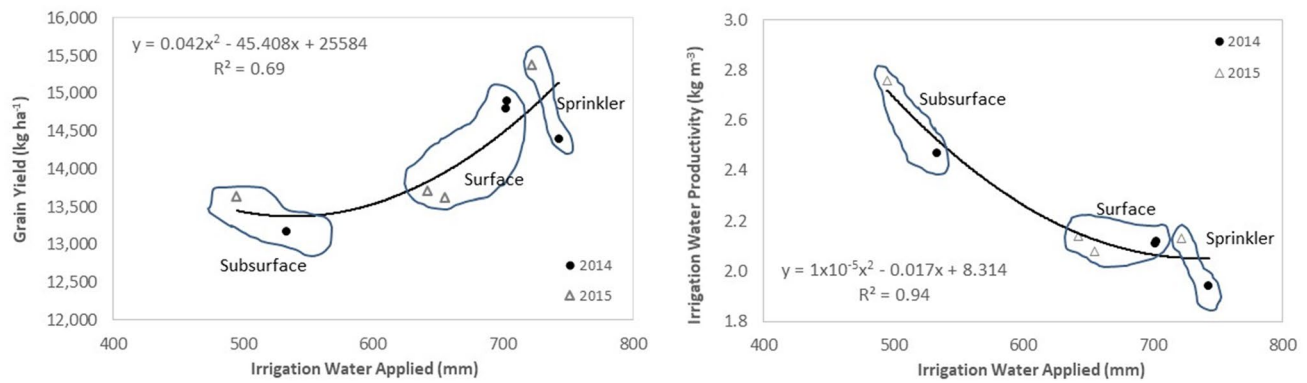 16,000
15,500
15,000
14,500
14,000
13,500
13,000
12,500
12,000
Grain Yield (kg ha⁻¹)
y = 0.042x² - 45.408x + 25584
R² = 0.69
Sprinkler
Surface
Subsurface
2014
2015
400
500
600
700
800
Irrigation Water Applied (mm)
3.0
2.8
2.6
2.4
2.2
2.0
1.8
Irrigation Water Productivity (kg m⁻³)
2014
2015
Subsurface
Surface
Sprinkler
y = 1x10⁻⁵x² - 0.017x + 8.314
R² = 0.94
400
500
600
700
800
Irrigation Water Applied (mm)